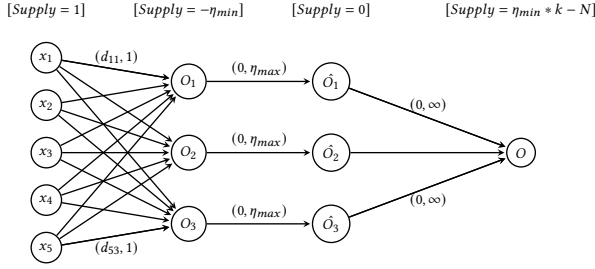 [Supply = 1] [Supply = −η_min] [Supply = 0] [Supply = η_min ∗ k − N]
x_1 (d_11, 1) O_1 (0, η_max) Ô_1
x_2 (0, ∞)
x_3 O_2 (0, η_max) Ô_2 O
x_4 (0, ∞)
x_5 (d_53, 1) O_3 (0, η_max) Ô_3